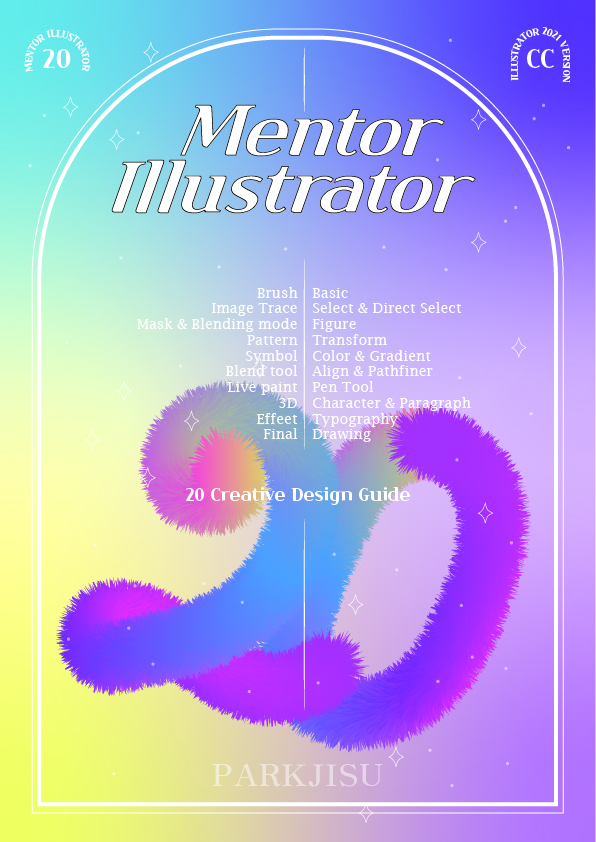 MENTOR ILLUSTRATOR
20
ILLUSTRATOR 2021 VERSION
CC
Mentor
Illustrator
Brush
Image Trace
Mask & Blending mode
Pattern
Symbol
Blend tool
Live paint
3D
Effect
Final
Basic
Select & Direct Select
Figure
Transform
Color & Gradient
Align & Pathfiner
Pen Tool
Character & Paragraph
Typography
Drawing
20 Creative Design Guide
PARKJISU